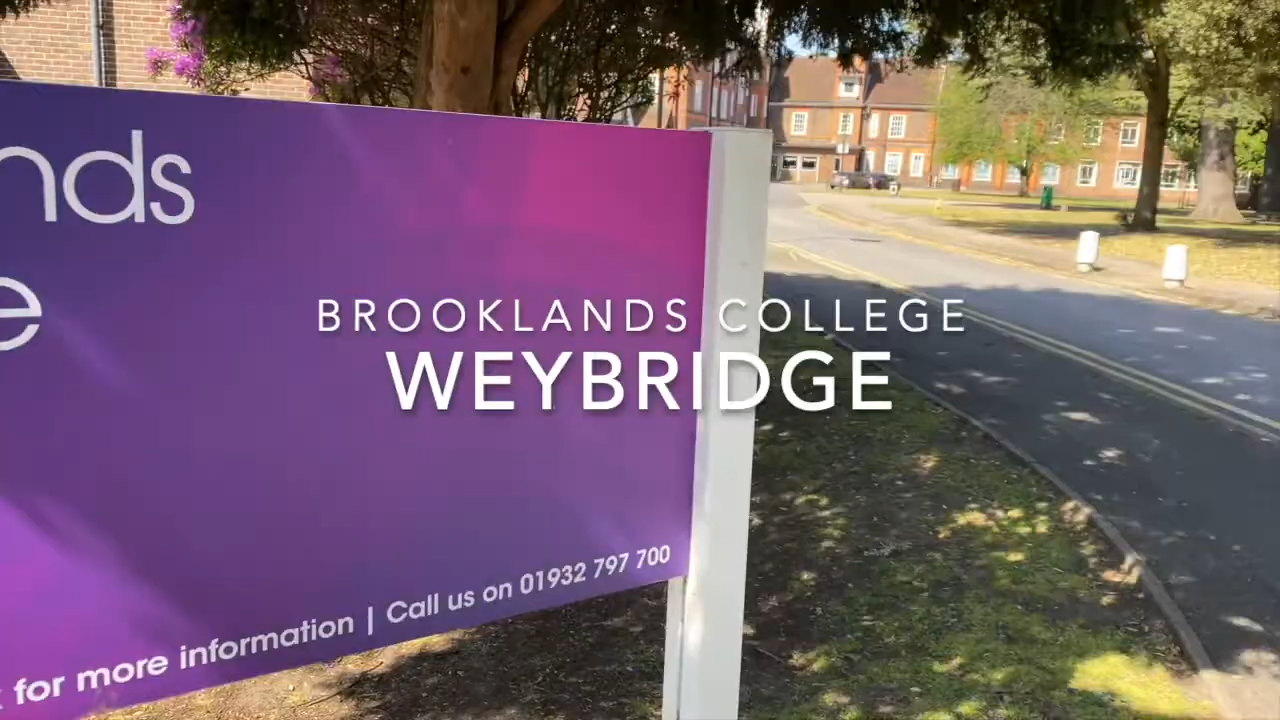 nds
e
BROOKLANDS COLLEGE
WEYBRIDGE
for more information | Call us on 01932 797 700